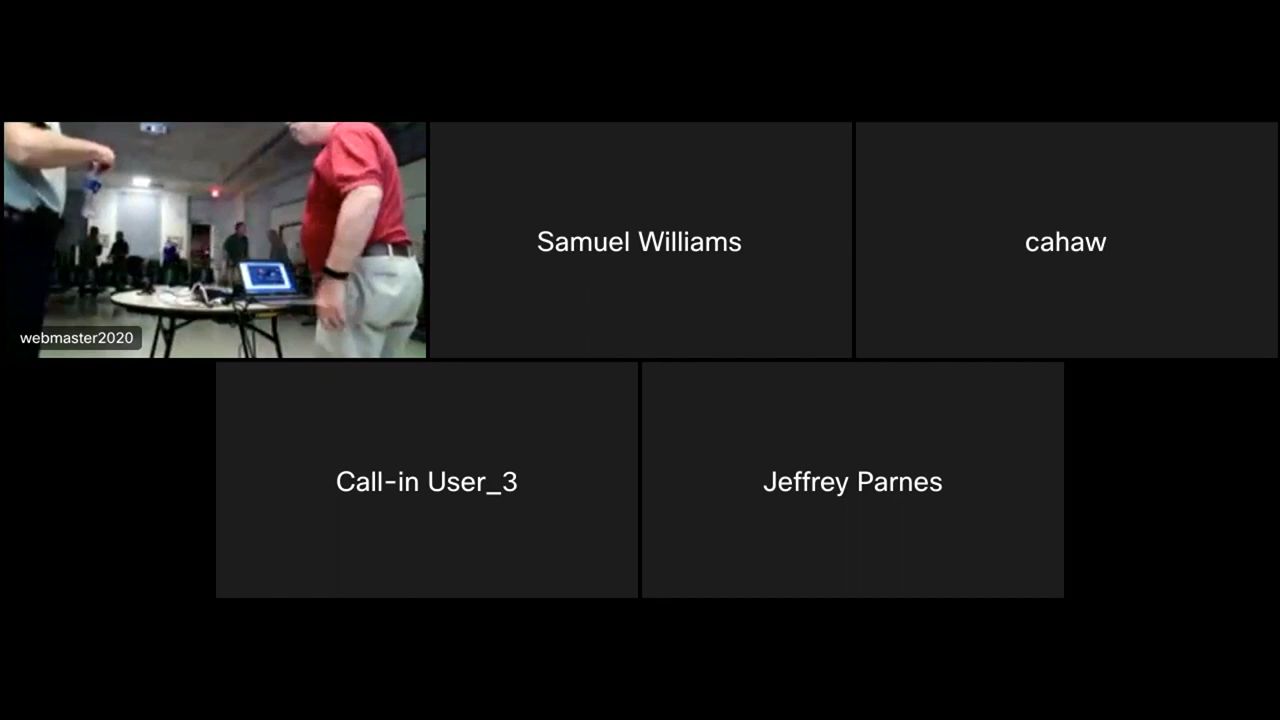 webmaster2020
Samuel Williams
cahaw
Call-in User_3
Jeffrey Parnes